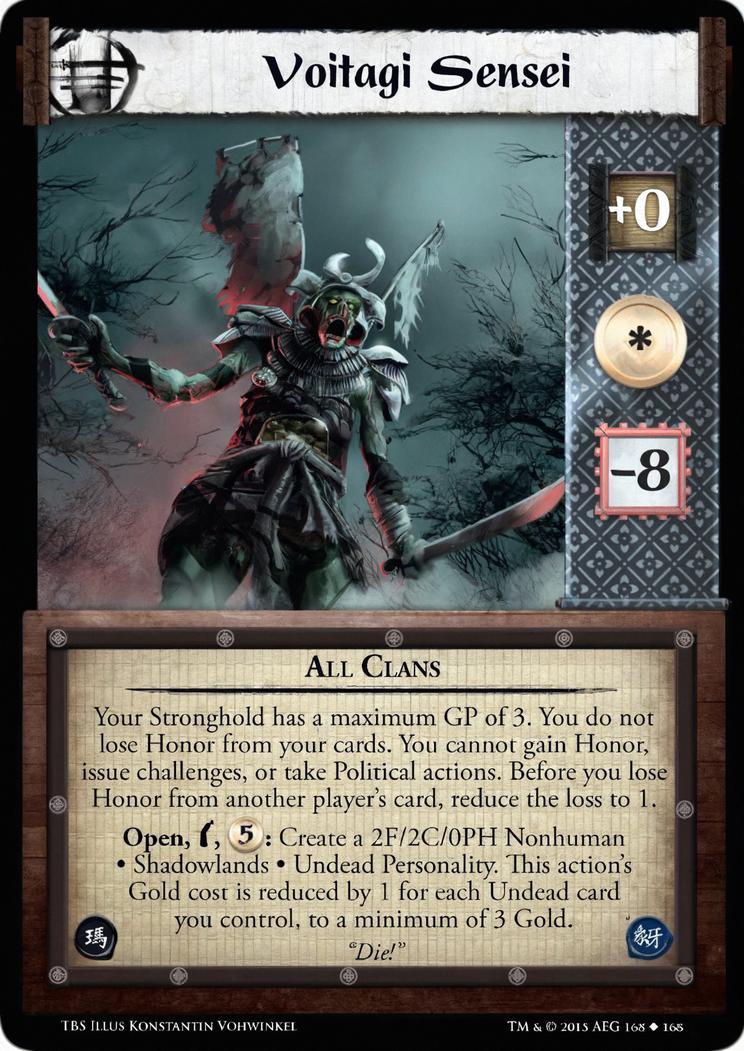 Voitagi Sensei
+0
*
-8
ALL CLANS
Your Stronghold has a maximum GP of 3. You do not
lose Honor from your cards. You cannot gain Honor,
issue challenges, or take Political actions. Before you lose
Honor from another player's card, reduce the loss to 1.
Open, , 5: Create a 2F/2C/0PH Nonhuman
• Shadowlands • Undead Personality. This action's
Gold cost is reduced by 1 for each Undead card
you control, to a minimum of 3 Gold.
"Die!"
瑪
象牙
TBS ILLUS KONSTANTIN VOHWINKEL
TM & © 2015 AEG 168 ◆ 168